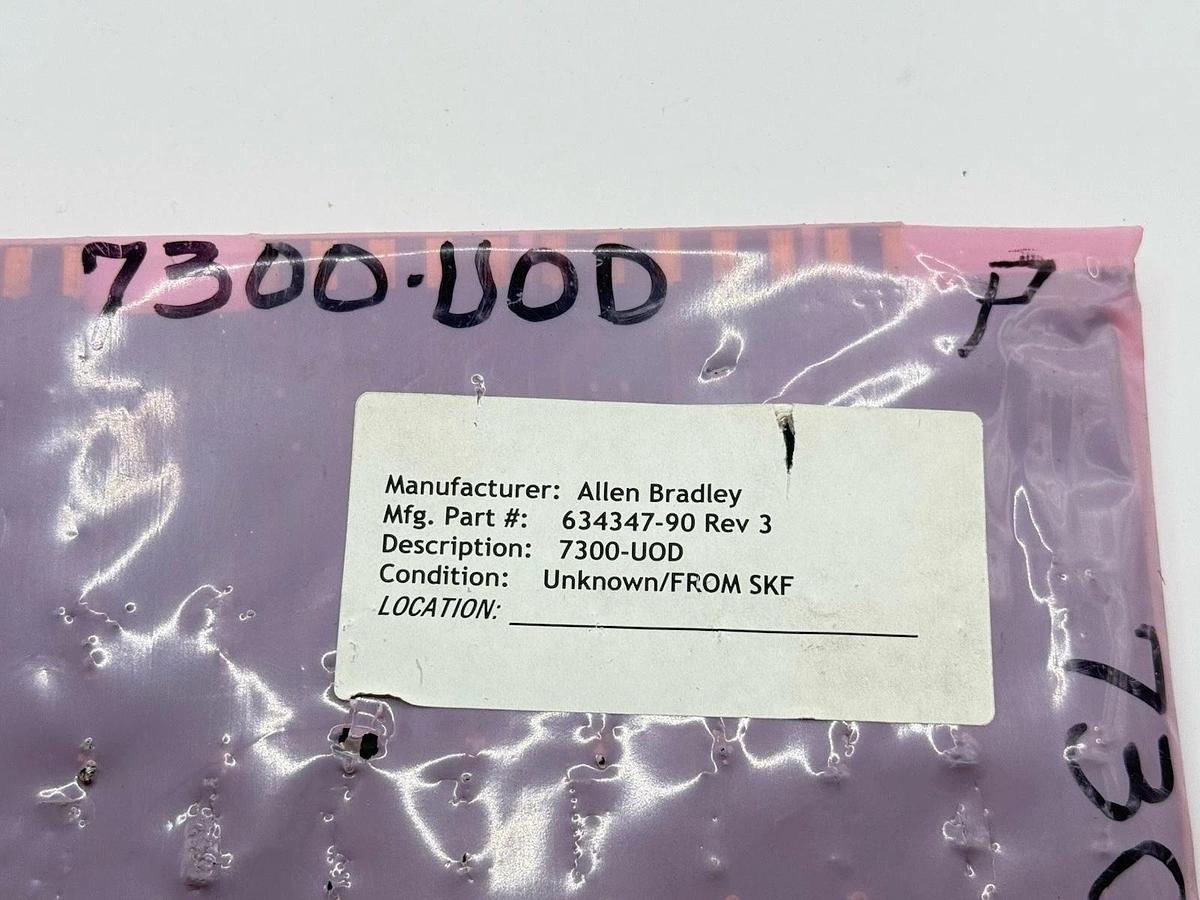 7300-UOD
P
Manufacturer: Allen Bradley
Mfg. Part #: 634347-90 Rev 3
Description: 7300-UOD
Condition: Unknown/FROM SKF
LOCATION:
730